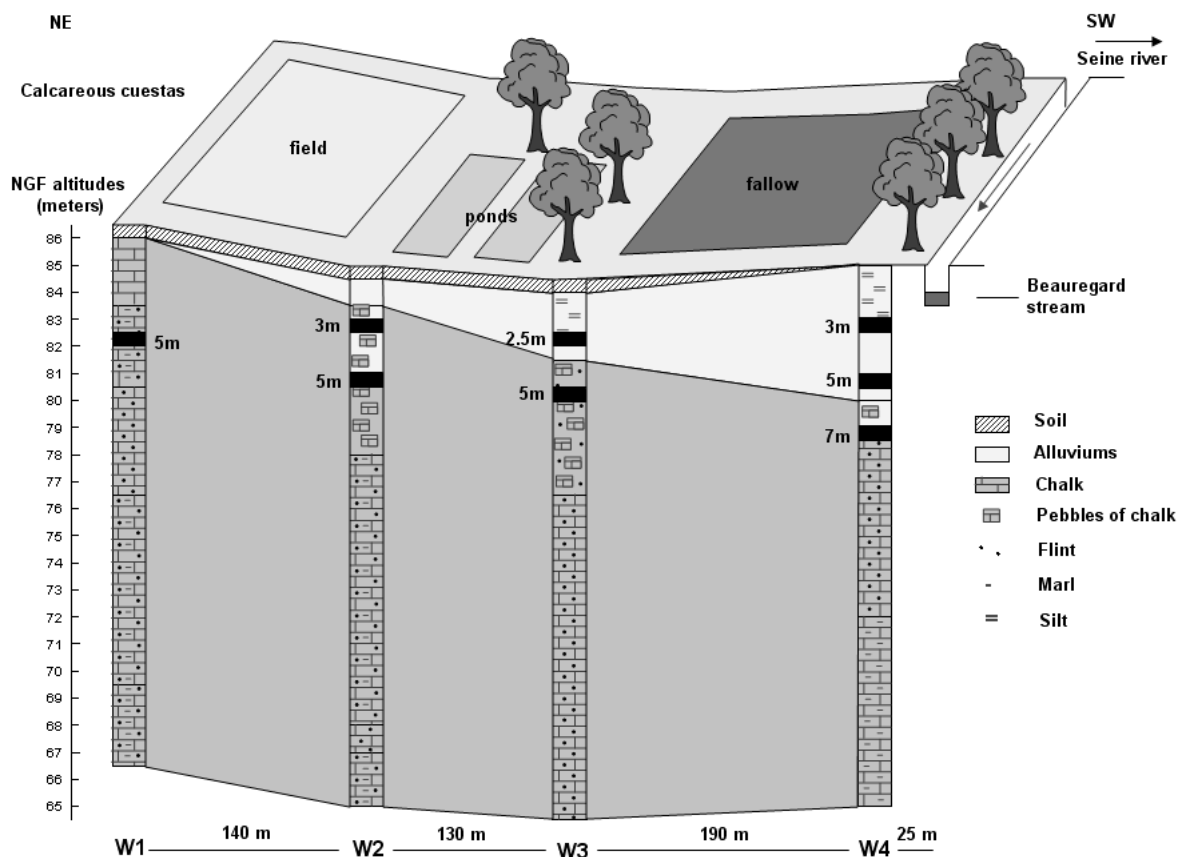 NE
SW
Seine river
Calcareous cuestas
field
ponds
fallow
NGF altitudes
(meters)
86
85
84
83
82
81
80
79
78
77
76
75
74
73
72
71
70
69
68
67
66
65
5m
3m
5m
2.5m
5m
3m
5m
7m
Beauregard
stream
Soil
Alluviums
Chalk
Pebbles of chalk
Flint
Marl
Silt
140 m
130 m
190 m
25 m
W1
W2
W3
W4